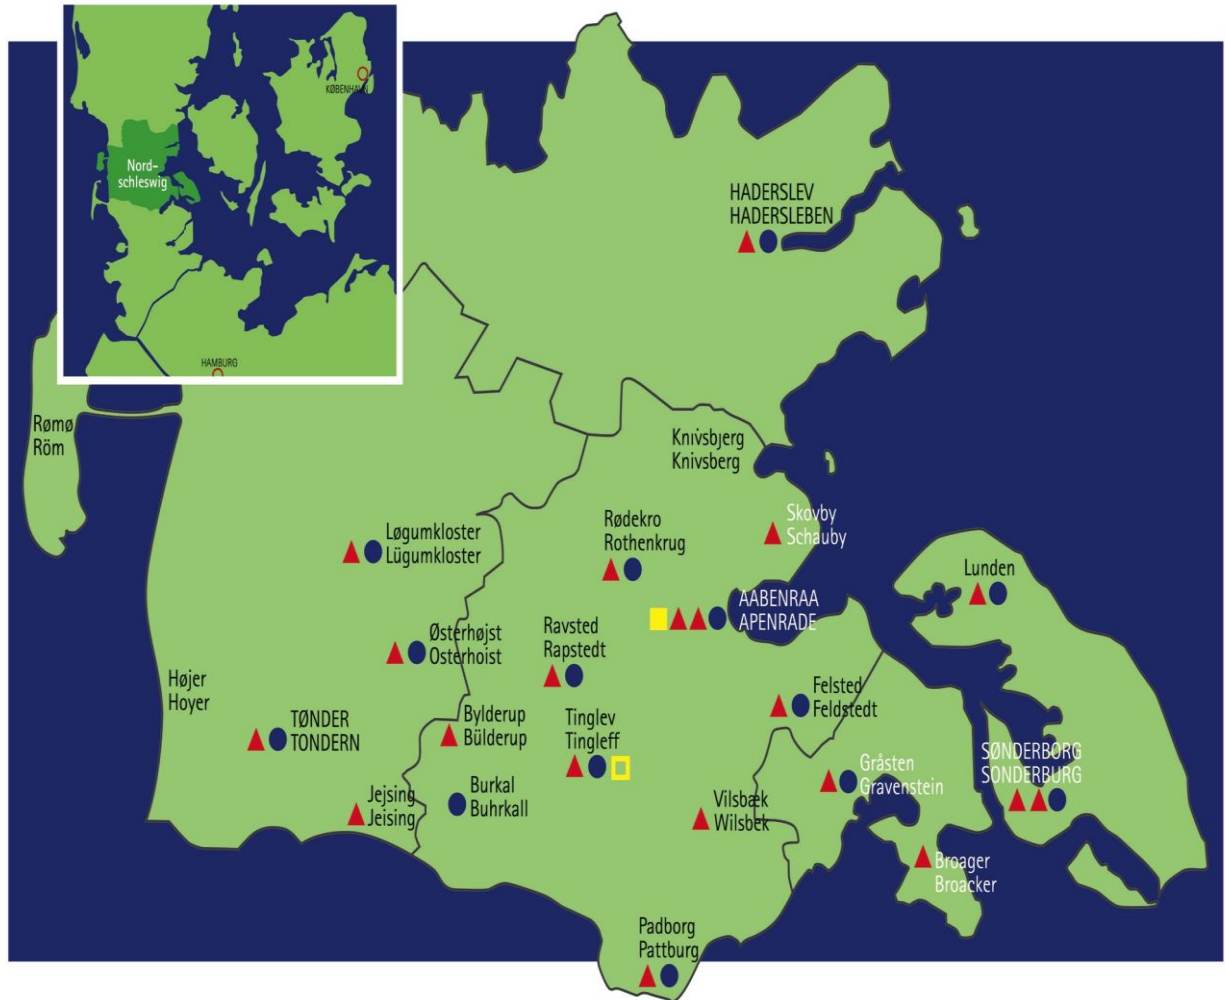 KØBENHAVN
Nord-
schleswig
HAMBURG
HADERSLEV
HADERSLEBEN
Rømø
Röm
Knivsbjerg
Knivsberg
Løgumkloster
Lügumkloster
Rødekro
Rothenkrug
Skovby
Schauby
Lunden
AABENRAA
APENRADE
Østerhøjst
Osterhoist
Ravsted
Rapstedt
Højer
Hoyer
Felsted
Feldstedt
TØNDER
TONDERN
Bylderup
Bülderup
Tinglev
Tingleff
Gråsten
Gravenstein
SØNDERBORG
SONDERBURG
Jejsing
Jeising
Burkal
Buhrkall
Vilsbæk
Wilsbek
Broager
Broacker
Padborg
Pattburg